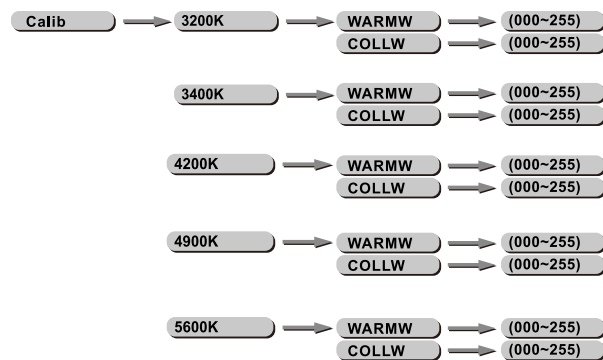 Calib 3200K WARMW (000~255)
COLLW (000~255)
3400K WARMW (000~255)
COLLW (000~255)
4200K WARMW (000~255)
COLLW (000~255)
4900K WARMW (000~255)
COLLW (000~255)
5600K WARMW (000~255)
COLLW (000~255)